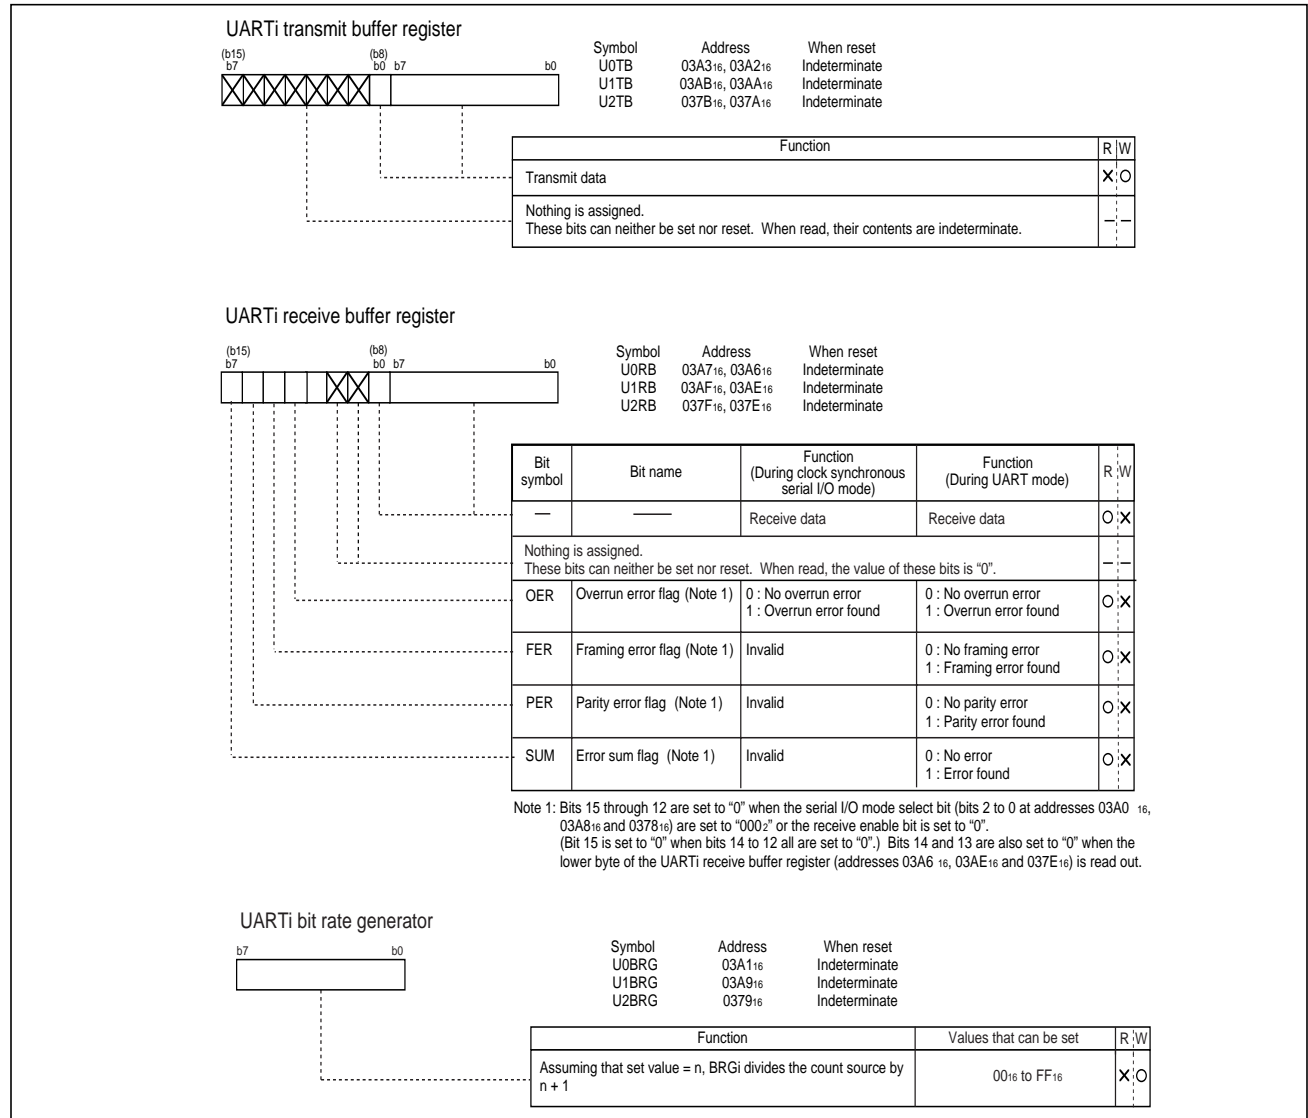 UARTi transmit buffer register
(b15) (b8)
b7 b0 b7 b0
Symbol Address When reset
U0TB 03A3₁₆, 03A2₁₆ Indeterminate
U1TB 03AB₁₆, 03AA₁₆ Indeterminate
U2TB 037B₁₆, 037A₁₆ Indeterminate
Function R W
Transmit data X O
Nothing is assigned.
These bits can neither be set nor reset. When read, their contents are indeterminate. — —
UARTi receive buffer register
(b15) (b8)
b7 b0 b7 b0
Symbol Address When reset
U0RB 03A7₁₆, 03A6₁₆ Indeterminate
U1RB 03AF₁₆, 03AE₁₆ Indeterminate
U2RB 037F₁₆, 037E₁₆ Indeterminate
Bit symbol Bit name Function (During clock synchronous serial I/O mode) Function (During UART mode) R W
— — Receive data Receive data O X
Nothing is assigned.
These bits can neither be set nor reset. When read, the value of these bits is “0”. — —
OER Overrun error flag (Note 1) 0 : No overrun error 0 : No overrun error O X
1 : Overrun error found 1 : Overrun error found
FER Framing error flag (Note 1) Invalid 0 : No framing error O X
1 : Framing error found
PER Parity error flag (Note 1) Invalid 0 : No parity error O X
1 : Parity error found
SUM Error sum flag (Note 1) Invalid 0 : No error O X
1 : Error found
Note 1: Bits 15 through 12 are set to “0” when the serial I/O mode select bit (bits 2 to 0 at addresses 03A0 ₁₆,
03A8₁₆ and 0378₁₆) are set to “000₂” or the receive enable bit is set to “0”.
(Bit 15 is set to “0” when bits 14 to 12 all are set to “0”.) Bits 14 and 13 are also set to “0” when the
lower byte of the UARTi receive buffer register (addresses 03A6 ₁₆, 03AE₁₆ and 037E₁₆) is read out.
UARTi bit rate generator
b7 b0
Symbol Address When reset
U0BRG 03A1₁₆ Indeterminate
U1BRG 03A9₁₆ Indeterminate
U2BRG 0379₁₆ Indeterminate
Function Values that can be set R W
Assuming that set value = n, BRGi divides the count source by 00₁₆ to FF₁₆ X O
n + 1